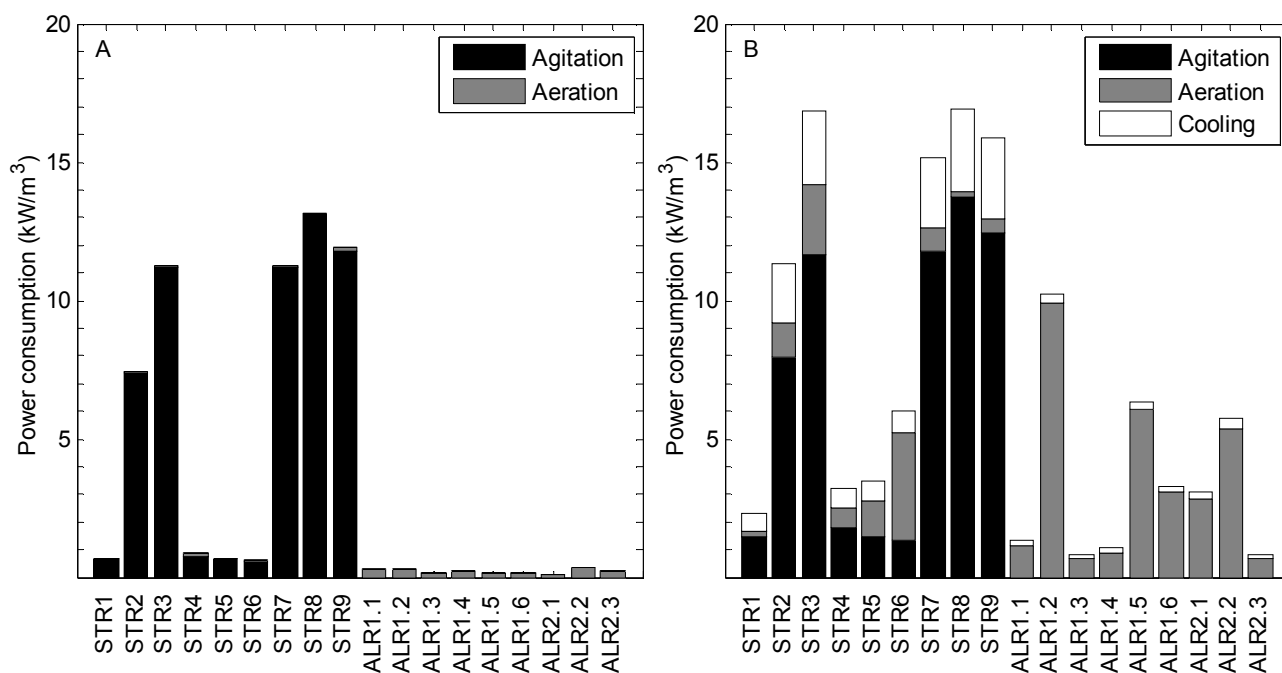 A
Agitation
Aeration
Power consumption (kW/m³)
20
15
10
5
STR1
STR2
STR3
STR4
STR5
STR6
STR7
STR8
STR9
ALR1.1
ALR1.2
ALR1.3
ALR1.4
ALR1.5
ALR1.6
ALR2.1
ALR2.2
ALR2.3
B
Agitation
Aeration
Cooling
Power consumption (kW/m³)
20
15
10
5
STR1
STR2
STR3
STR4
STR5
STR6
STR7
STR8
STR9
ALR1.1
ALR1.2
ALR1.3
ALR1.4
ALR1.5
ALR1.6
ALR2.1
ALR2.2
ALR2.3